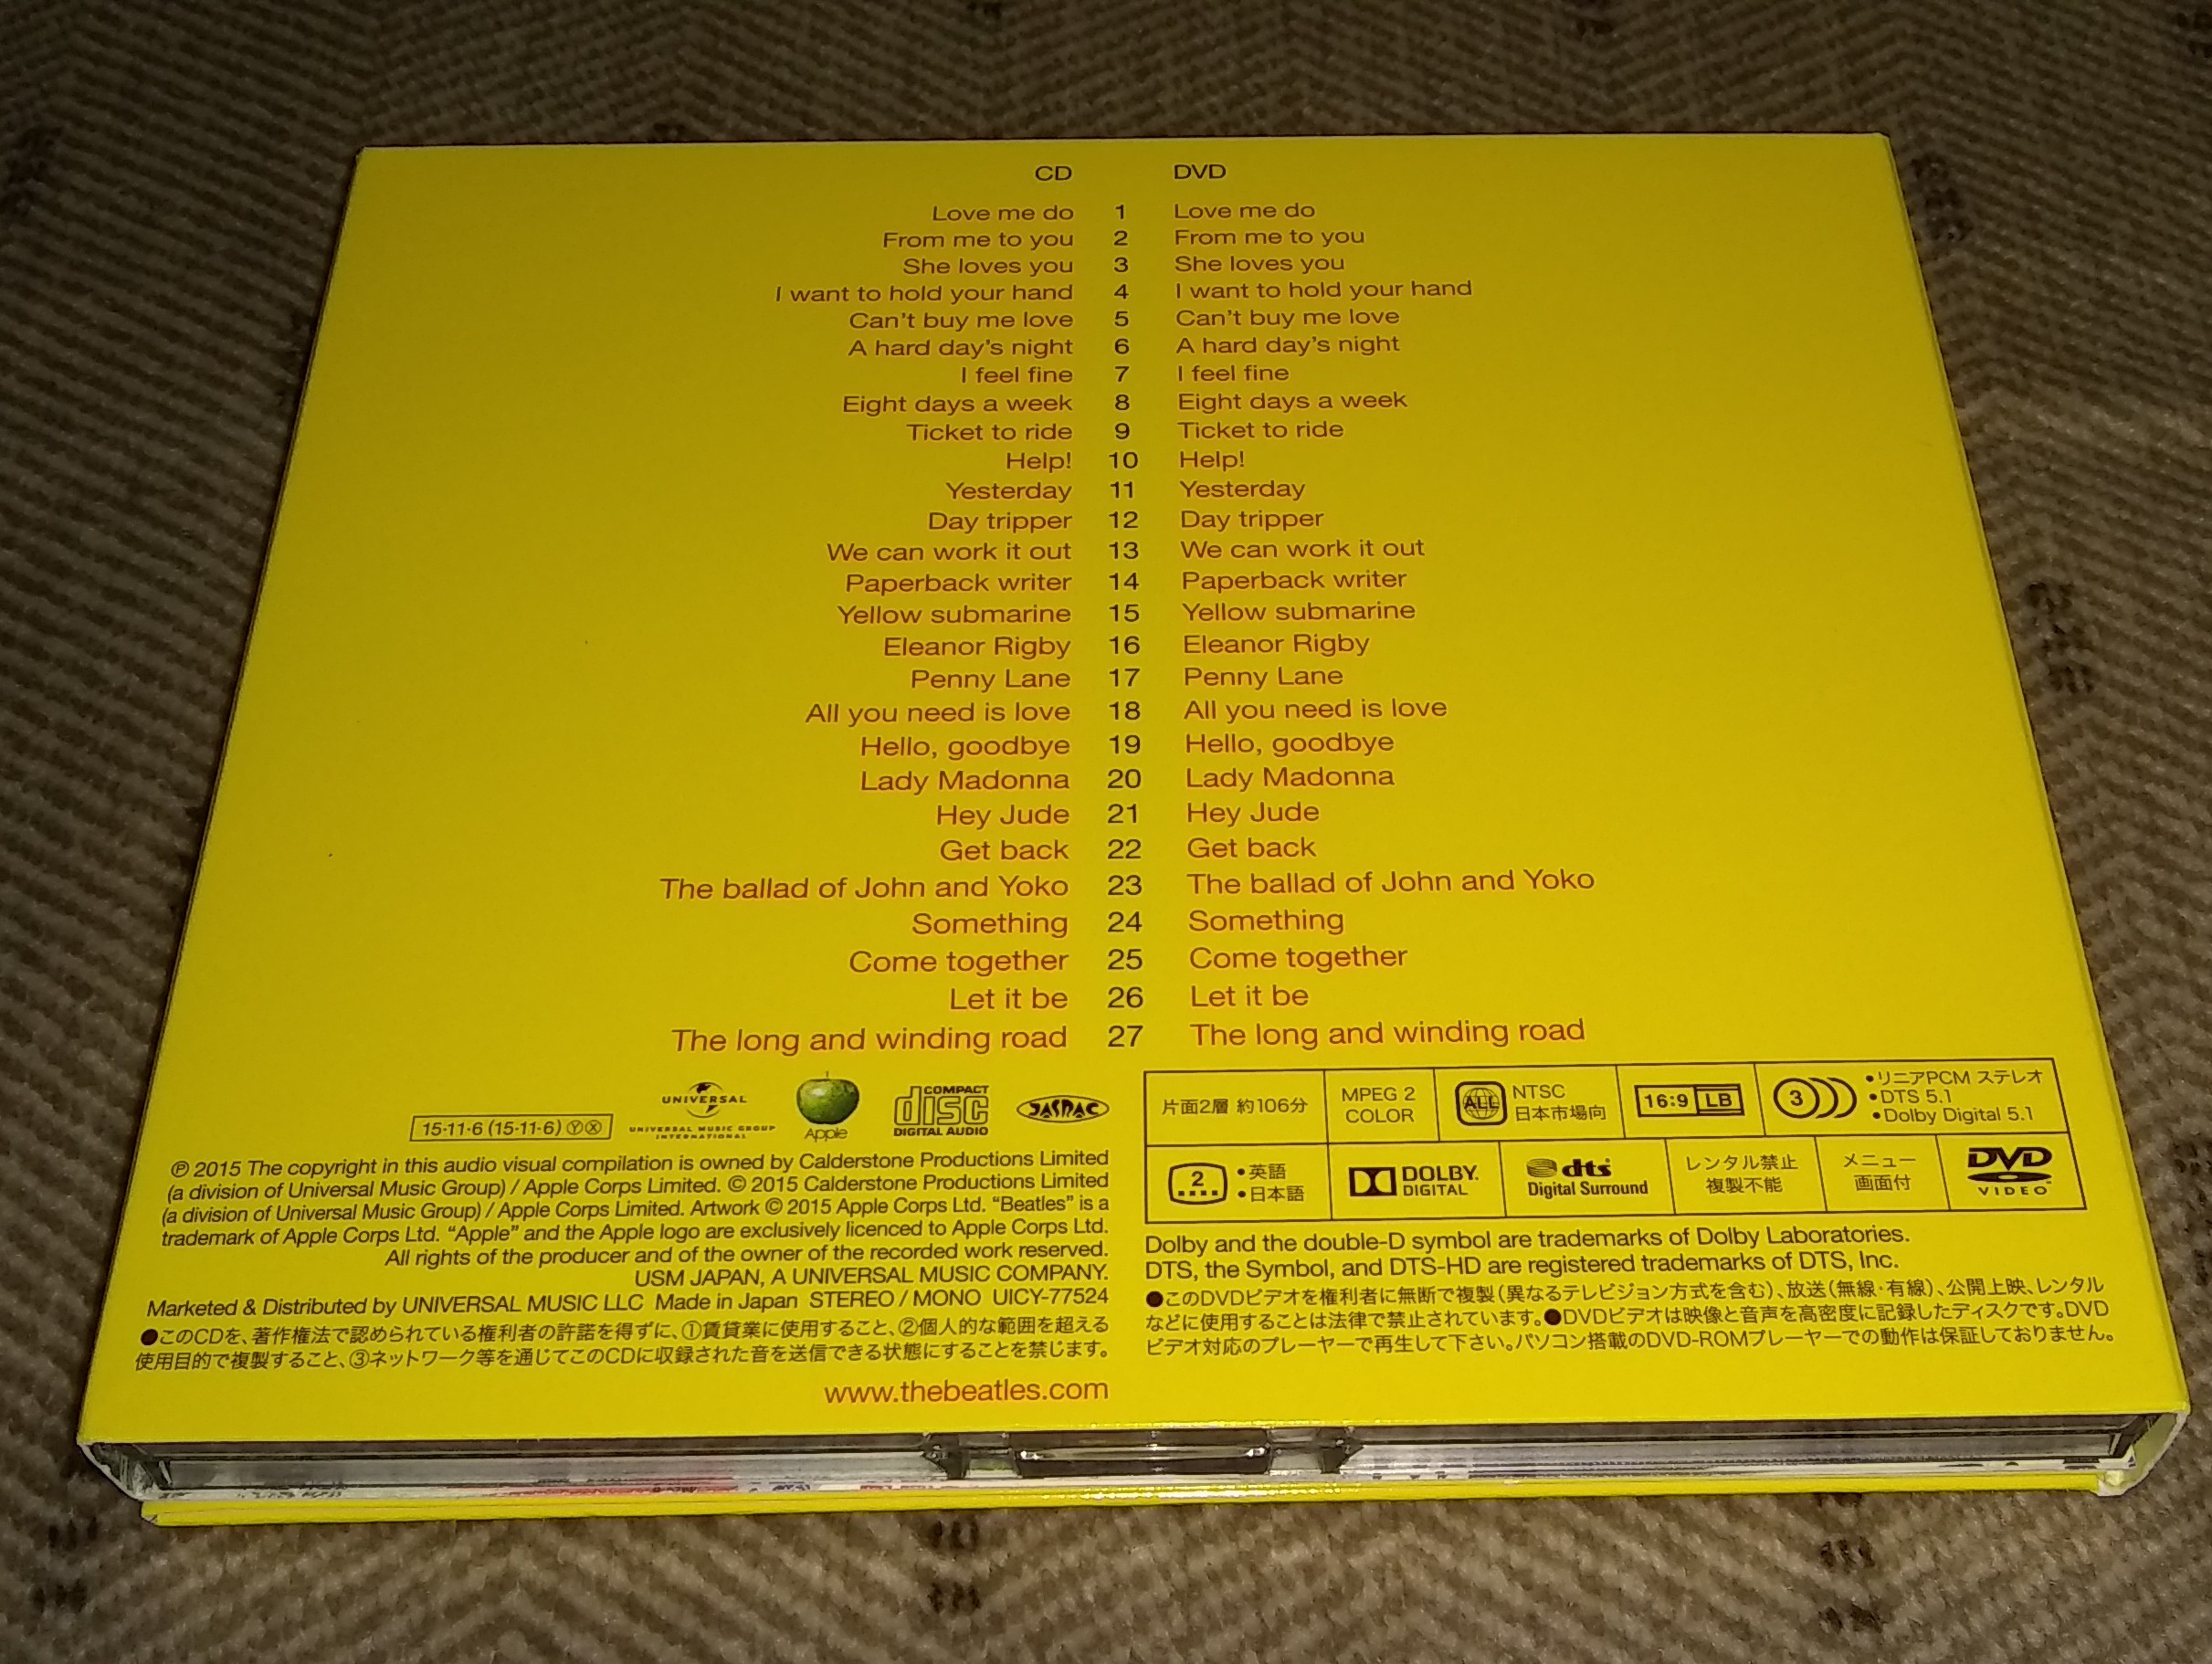 CD DVD
Love me do 1 Love me do
From me to you 2 From me to you
She loves you 3 She loves you
I want to hold your hand 4 I want to hold your hand
Can't buy me love 5 Can't buy me love
A hard day's night 6 A hard day's night
I feel fine 7 I feel fine
Eight days a week 8 Eight days a week
Ticket to ride 9 Ticket to ride
Help! 10 Help!
Yesterday 11 Yesterday
Day tripper 12 Day tripper
We can work it out 13 We can work it out
Paperback writer 14 Paperback writer
Yellow submarine 15 Yellow submarine
Eleanor Rigby 16 Eleanor Rigby
Penny Lane 17 Penny Lane
All you need is love 18 All you need is love
Hello, goodbye 19 Hello, goodbye
Lady Madonna 20 Lady Madonna
Hey Jude 21 Hey Jude
Get back 22 Get back
The ballad of John and Yoko 23 The ballad of John and Yoko
Something 24 Something
Come together 25 Come together
Let it be 26 Let it be
The long and winding road 27 The long and winding road
15·11·6 (15·11·6) ⓎⓍ
UNIVERSAL
UNIVERSAL MUSIC GROUP
INTERNATIONAL
Apple
COMPACT
disc
DIGITAL AUDIO
JASRAC
℗ 2015 The copyright in this audio visual compilation is owned by Calderstone Productions Limited
(a division of Universal Music Group) / Apple Corps Limited. © 2015 Calderstone Productions Limited
(a division of Universal Music Group) / Apple Corps Limited. Artwork © 2015 Apple Corps Ltd. "Beatles" is a
trademark of Apple Corps Ltd. "Apple" and the Apple logo are exclusively licenced to Apple Corps Ltd.
All rights of the producer and of the owner of the recorded work reserved.
USM JAPAN, A UNIVERSAL MUSIC COMPANY.
Marketed & Distributed by UNIVERSAL MUSIC LLC Made in Japan STEREO / MONO UICY-77524
●このCDを、著作権法で認められている権利者の許諾を得ずに、①賃貸業に使用すること、②個人的な範囲を超える
使用目的で複製すること、③ネットワーク等を通じてこのCDに収録された音を送信できる状態にすることを禁じます。
www.thebeatles.com
片面2層 約106分
MPEG 2
COLOR
ALL
NTSC
日本市場向
16:9 LB
3
•リニアPCM ステレオ
•DTS 5.1
•Dolby Digital 5.1
2
•英語
•日本語
DOLBY
DIGITAL
dts
Digital Surround
レンタル禁止
複製不能
メニュー
画面付
DVD
VIDEO
Dolby and the double-D symbol are trademarks of Dolby Laboratories.
DTS, the Symbol, and DTS-HD are registered trademarks of DTS, Inc.
●このDVDビデオを権利者に無断で複製(異なるテレビジョン方式を含む)、放送(無線・有線)、公開上映、レンタル
などに使用することは法律で禁止されています。●DVDビデオは映像と音声を高密度に記録したディスクです。DVD
ビデオ対応のプレーヤーで再生して下さい。パソコン搭載のDVD-ROMプレーヤーでの動作は保証しておりません。